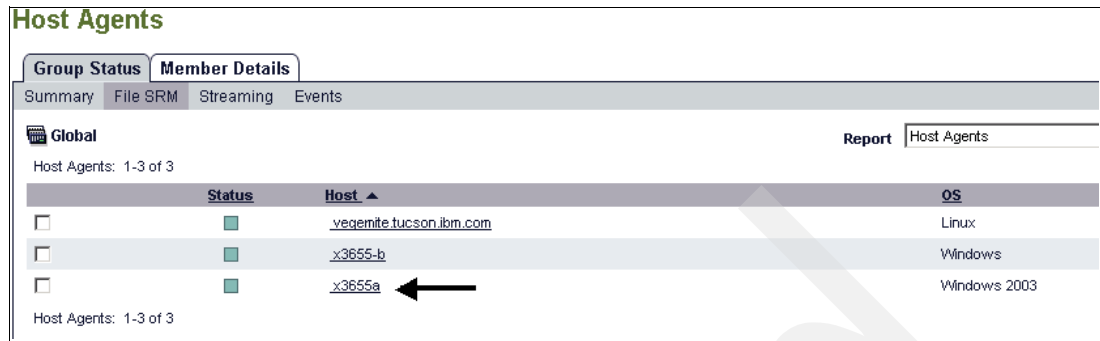 Host Agents
Group Status Member Details
Summary File SRM Streaming Events
Global Report Host Agents
Host Agents: 1-3 of 3
Status Host OS
vegemite.tucson.ibm.com Linux
x3655-b Windows
x3655a Windows 2003
Host Agents: 1-3 of 3